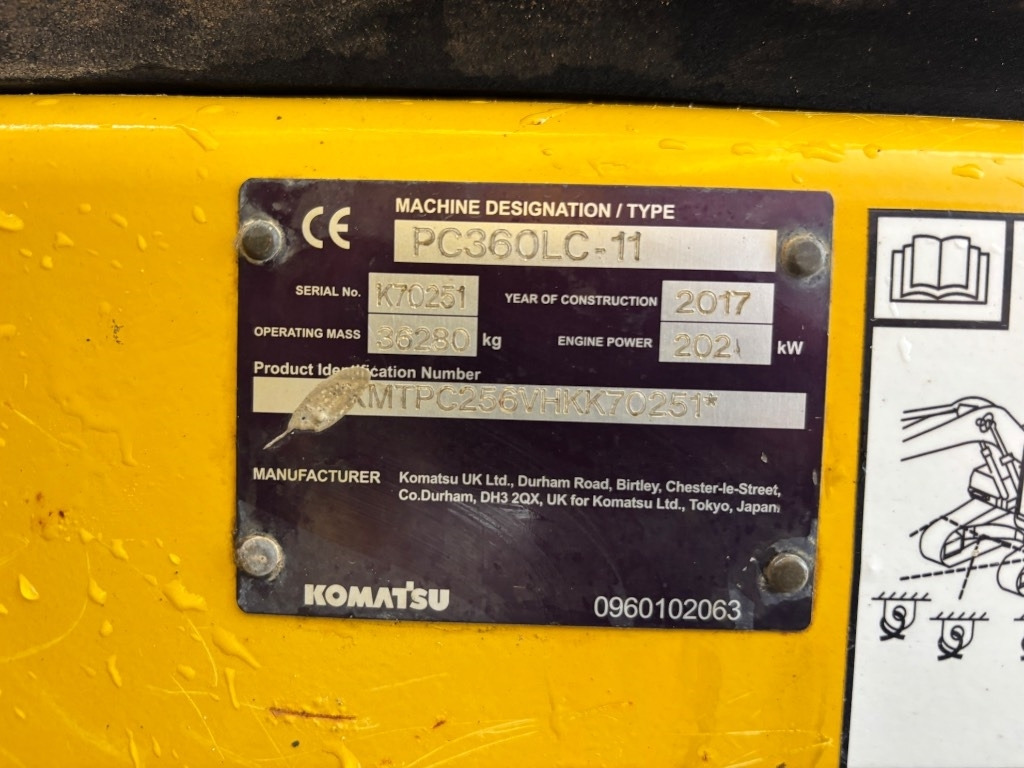 CE
MACHINE DESIGNATION / TYPE
PC360LC-11
SERIAL No. K70251 YEAR OF CONSTRUCTION 2017
OPERATING MASS 36280 kg ENGINE POWER 202 kW
Product Identification Number
KMTPC256VHKK70251*
MANUFACTURER Komatsu UK Ltd., Durham Road, Birtley, Chester-le-Street,
Co.Durham, DH3 2QX, UK for Komatsu Ltd., Tokyo, Japan
KOMATSU 0960102063